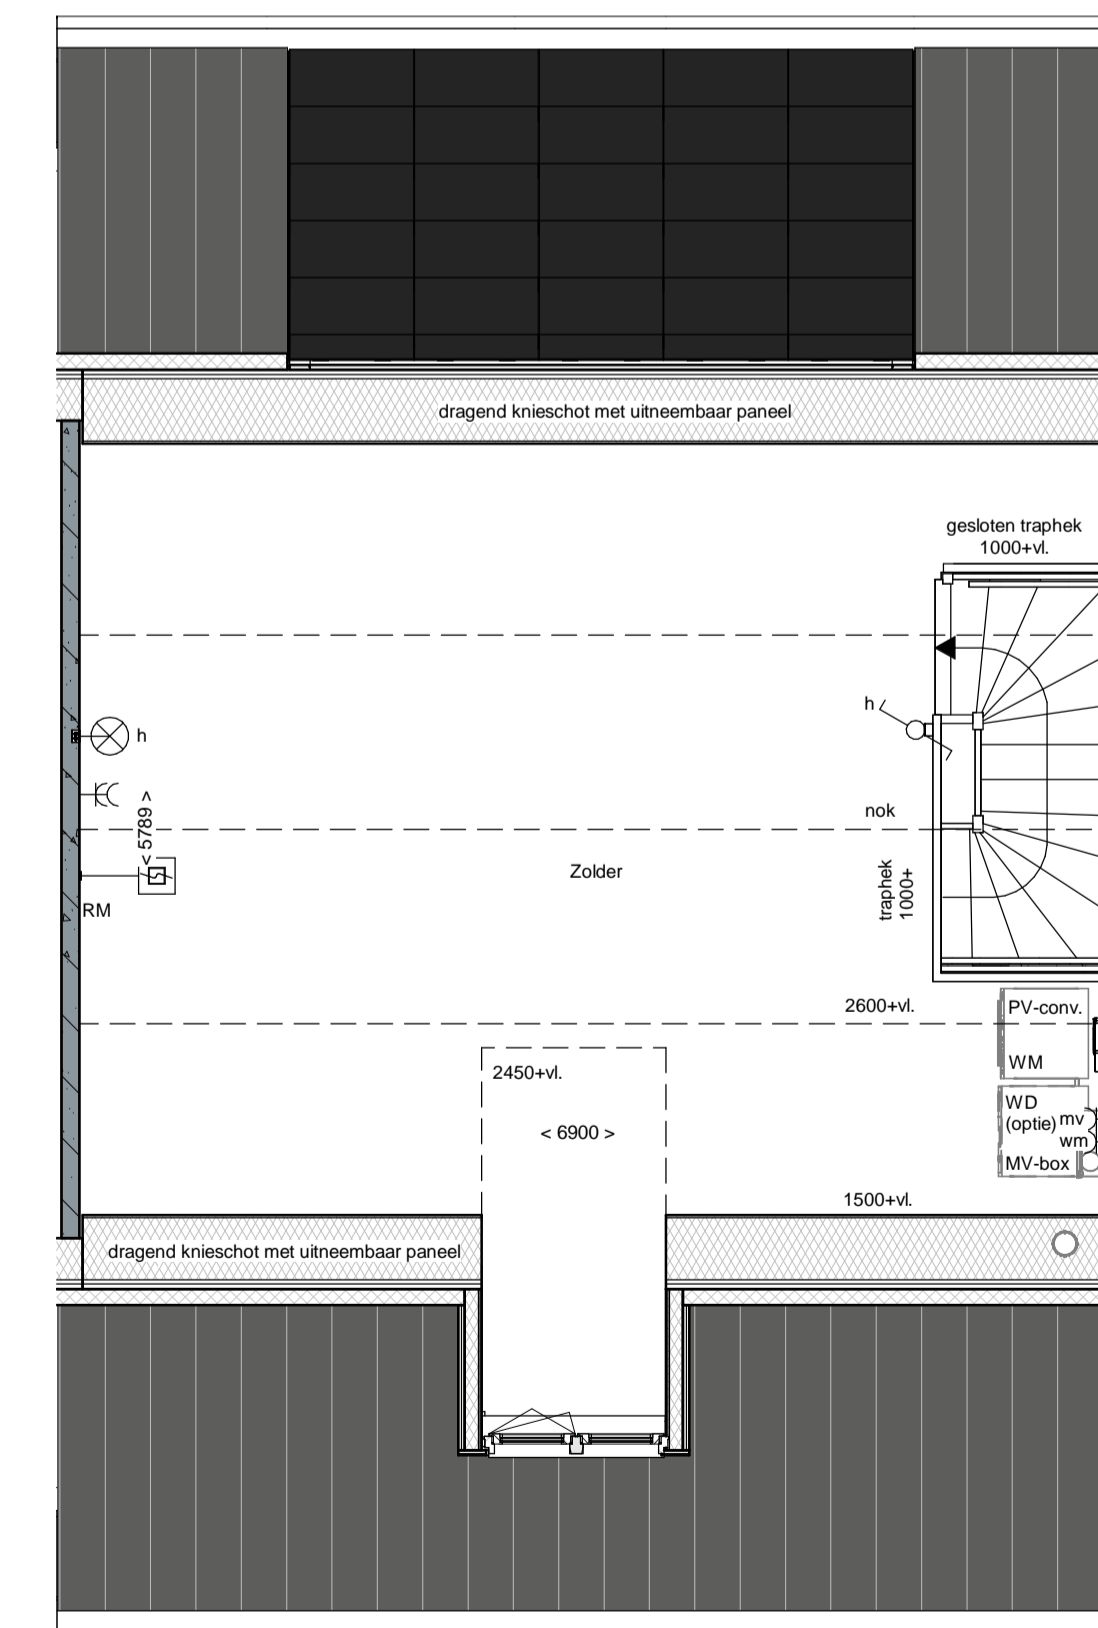 dragend knieschot met uitneembaar paneel
gesloten traphek
1000+vl.
h
h
< 5789 >
nok
Zolder
traphek
1000+
RM
2600+vl.
PV-conv.
WM
2450+vl.
WD
(optie)
mv
wm
< 6900 >
MV-box
1500+vl.
dragend knieschot met uitneembaar paneel